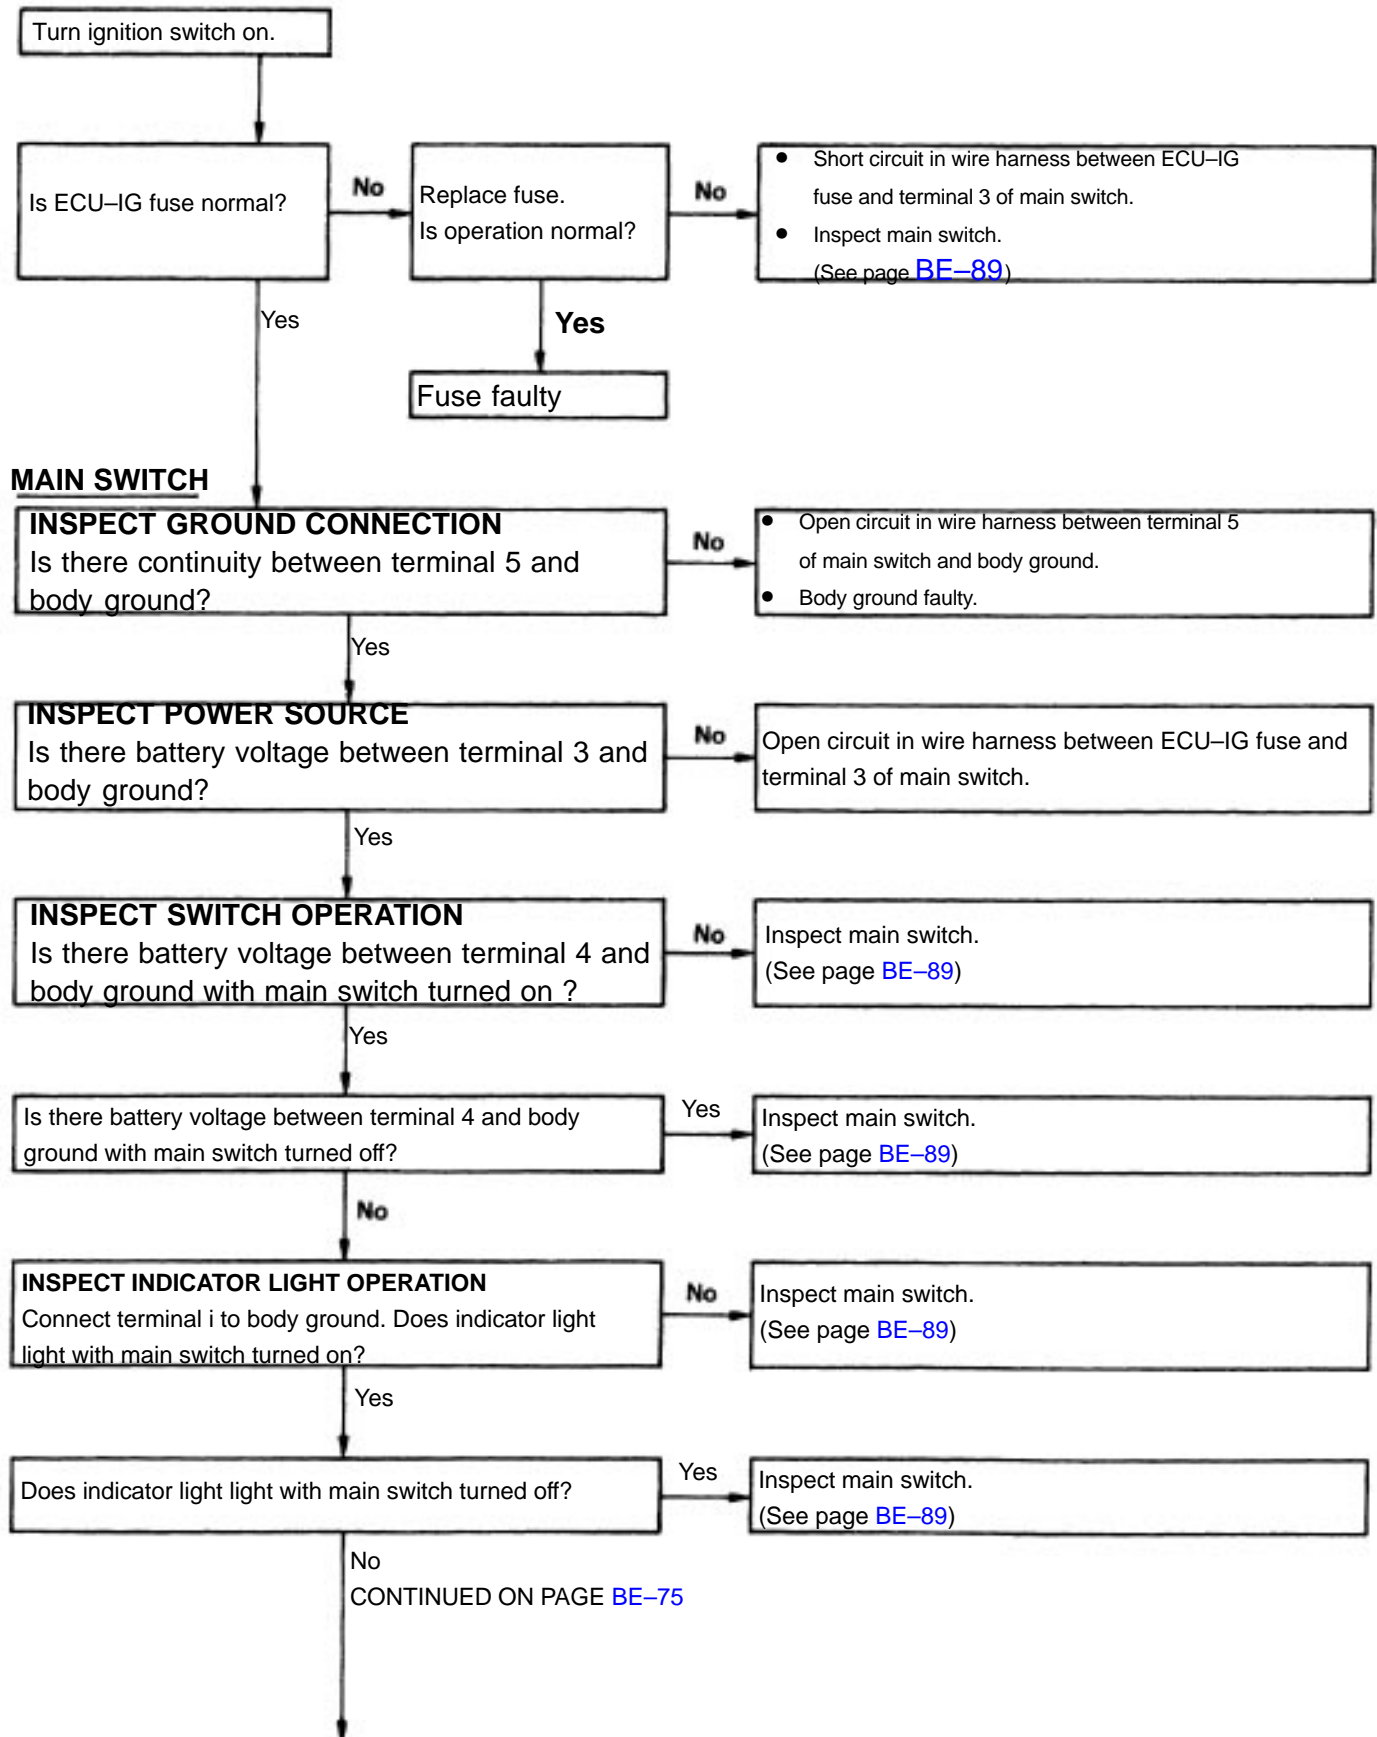 Turn ignition switch on.
Is ECU–IG fuse normal?
No
Replace fuse.
Is operation normal?
No
● Short circuit in wire harness between ECU–IG
fuse and terminal 3 of main switch.
● Inspect main switch.
(See page BE–89)
Yes
Yes
Fuse faulty
MAIN SWITCH
INSPECT GROUND CONNECTION
Is there continuity between terminal 5 and
body ground?
No
● Open circuit in wire harness between terminal 5
of main switch and body ground.
● Body ground faulty.
Yes
INSPECT POWER SOURCE
Is there battery voltage between terminal 3 and
body ground?
No
Open circuit in wire harness between ECU–IG fuse and
terminal 3 of main switch.
Yes
INSPECT SWITCH OPERATION
Is there battery voltage between terminal 4 and
body ground with main switch turned on ?
No
Inspect main switch.
(See page BE–89)
Yes
Is there battery voltage between terminal 4 and body
ground with main switch turned off?
Yes
Inspect main switch.
(See page BE–89)
No
INSPECT INDICATOR LIGHT OPERATION
Connect terminal i to body ground. Does indicator light
light with main switch turned on?
No
Inspect main switch.
(See page BE–89)
Yes
Does indicator light light with main switch turned off?
Yes
Inspect main switch.
(See page BE–89)
No
CONTINUED ON PAGE BE–75